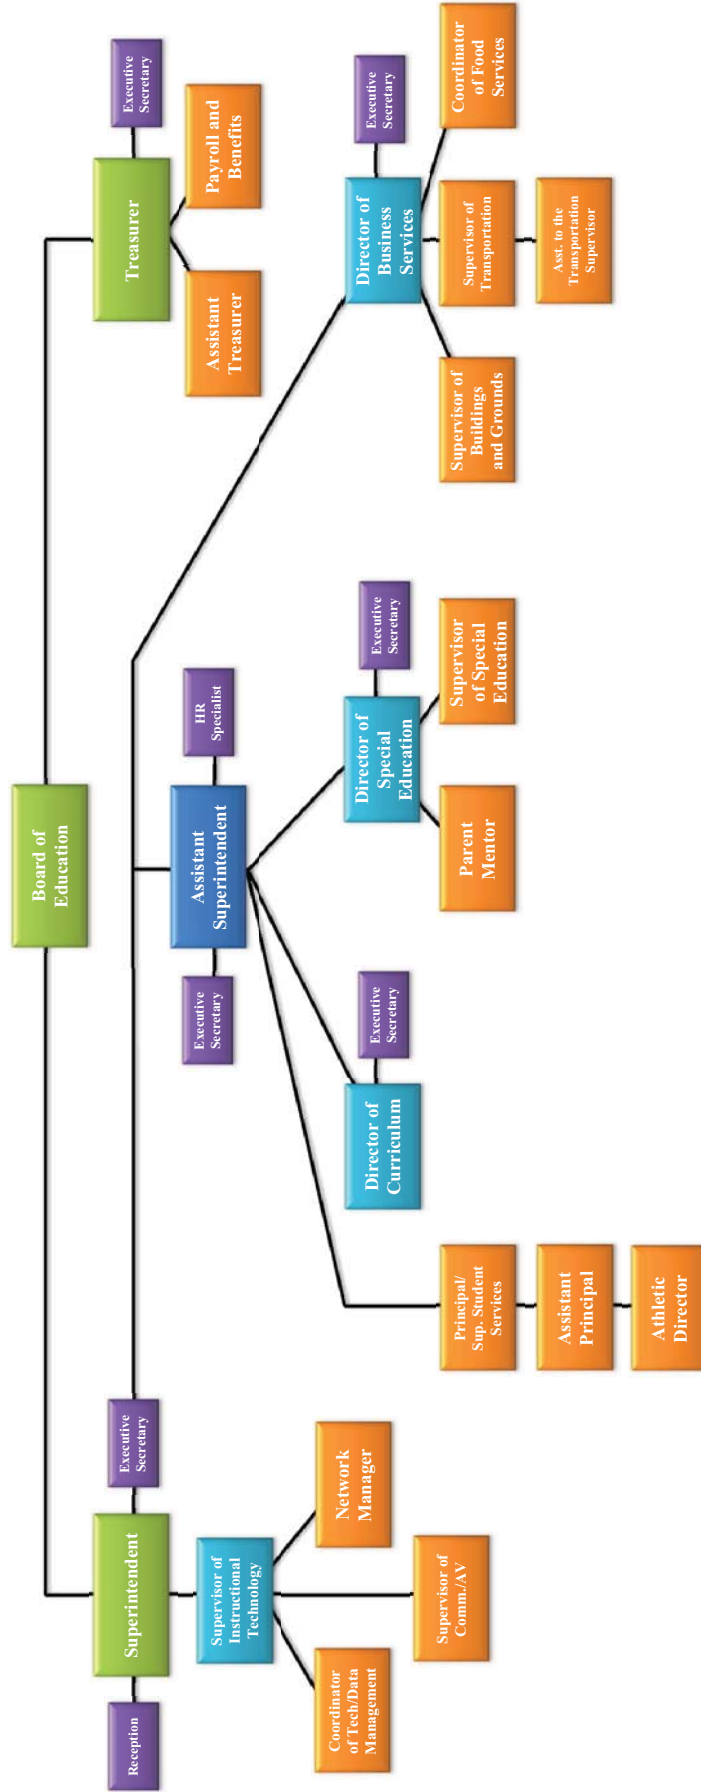 Board of
Education
Superintendent
Reception
Executive
Secretary
Treasurer
Executive
Secretary
Assistant
Treasurer
Payroll and
Benefits
Supervisor of
Instructional
Technology
Coordinator
of Tech/Data
Management
Supervisor of
Comm./AV
Network
Manager
Executive
Secretary
Assistant
Superintendent
HR
Specialist
Principal/
Sup. Student
Services
Assistant
Principal
Athletic
Director
Director of
Curriculum
Executive
Secretary
Director of
Special
Education
Executive
Secretary
Parent
Mentor
Supervisor
of Special
Education
Director of
Business
Services
Executive
Secretary
Supervisor of
Buildings
and Grounds
Supervisor of
Transportation
Asst. to the
Transportation
Supervisor
Coordinator
of Food
Services